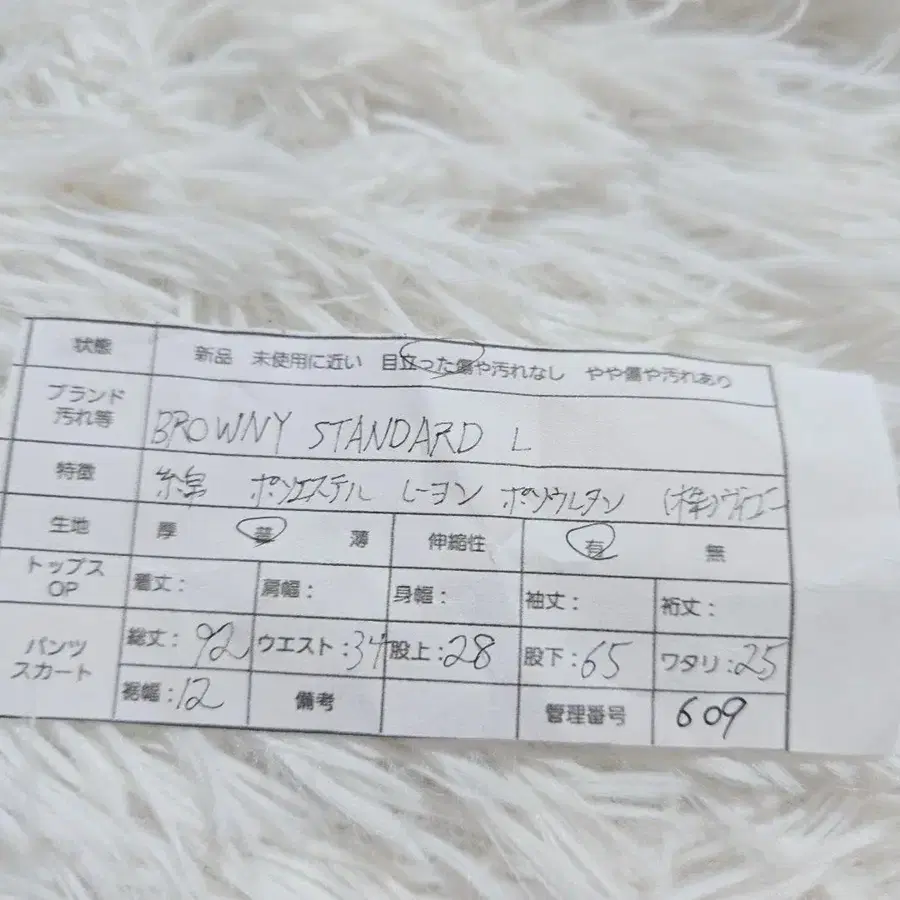 状態 新品 未使用に近い 目立った傷や汚れなし やや傷や汚れあり
ブランド
汚れ等 BROWNY STANDARD L
特徴 綿 ポリエステル レーヨン ポリウレタン (株)ヴィゴー
生地 厚 普 薄 伸縮性 有 無
トップス
OP 着丈: 肩幅: 身幅: 袖丈: 裄丈:
パンツ
スカート 総丈:92 ウエスト:34 股上:28 股下:65 ワタリ:25
裾幅:12 備考 管理番号 609